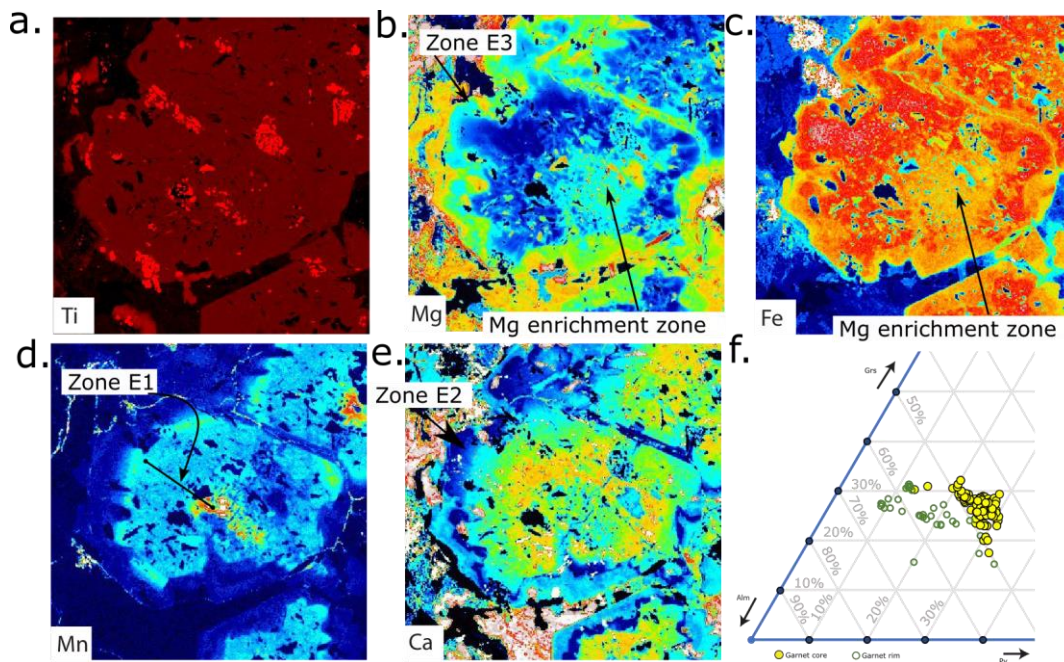 a.
b.
c.
Zone E3
Ti
Mg
Fe
Mg enrichment zone
Mg enrichment zone
d.
e.
f.
Zone E1
Zone E2
Mn
Ca
Grs
50%
60%
30%
70%
20%
80%
10%
Alm
90%
10%
20%
30%
Garnet core
Garnet rim